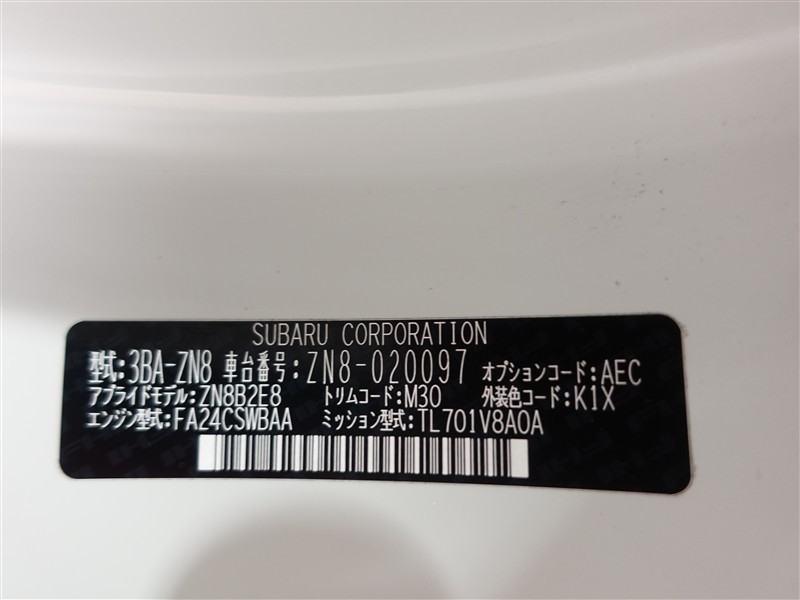 SUBARU CORPORATION
型式:3BA-ZN8 車台番号:ZN8-020097 オプションコード:AEC
アプライドモデル:ZN8B2E8 トリムコード:M30 外装色コード:K1X
エンジン型式:FA24CSWBAA ミッション型式:TL701V8A0A